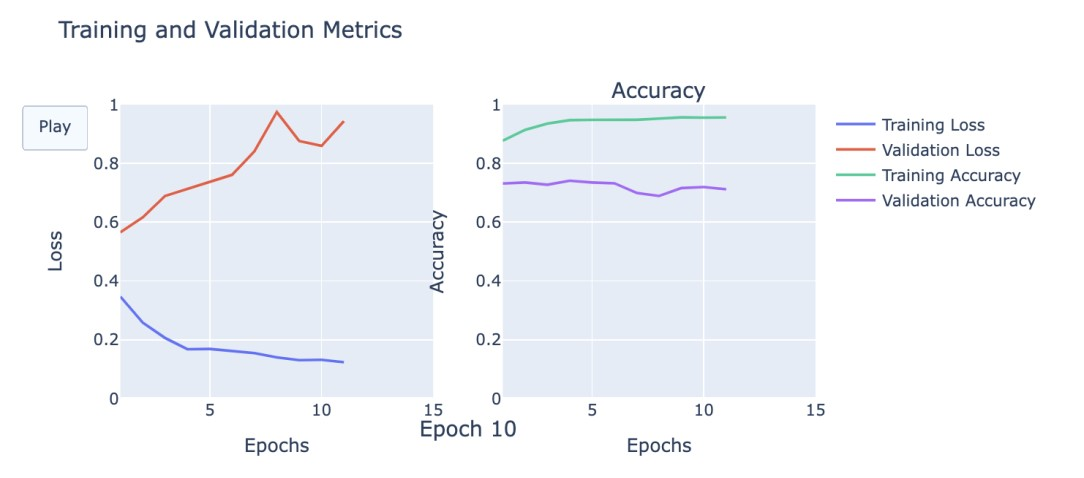 Training and Validation Metrics
Play
Loss
1
0.8
0.6
0.4
0.2
0
5
10
15
Epochs
Accuracy
Accuracy
1
0.8
0.6
0.4
0.2
0
5
10
15
Epochs
Epoch 10
Training Loss
Validation Loss
Training Accuracy
Validation Accuracy